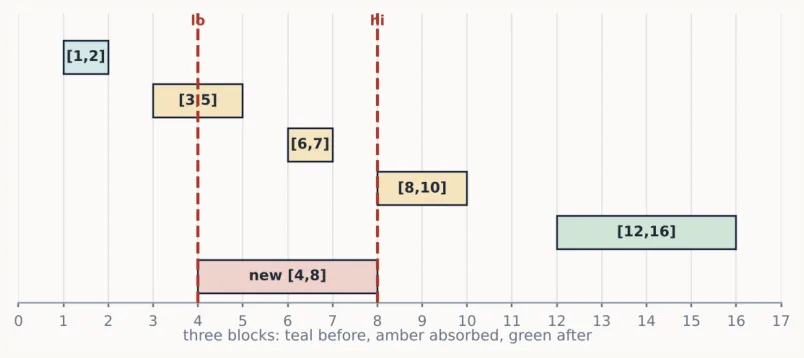 lo
hi
[1,2]
[3,5]
[6,7]
[8,10]
[12,16]
new [4,8]
0 1 2 3 4 5 6 7 8 9 10 11 12 13 14 15 16 17
three blocks: teal before, amber absorbed, green after